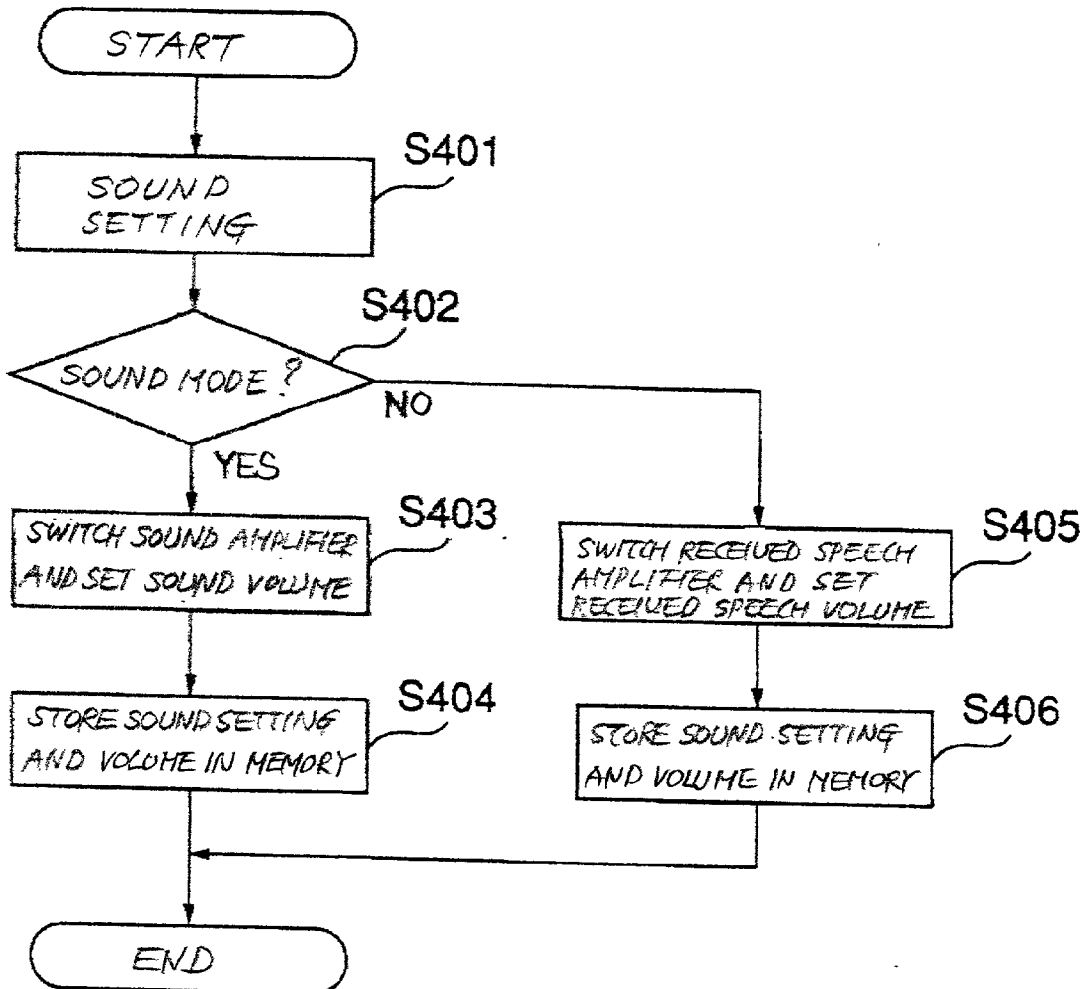 START
S401
SOUND
SETTING
S402
SOUND MODE?
NO
YES
S403
SWITCH SOUND AMPLIFIER
AND SET SOUND VOLUME
S405
SWITCH RECEIVED SPEECH
AMPLIFIER AND SET
RECEIVED SPEECH VOLUME
S404
STORE SOUND SETTING
AND VOLUME IN MEMORY
S406
STORE SOUND SETTING
AND VOLUME IN MEMORY
END